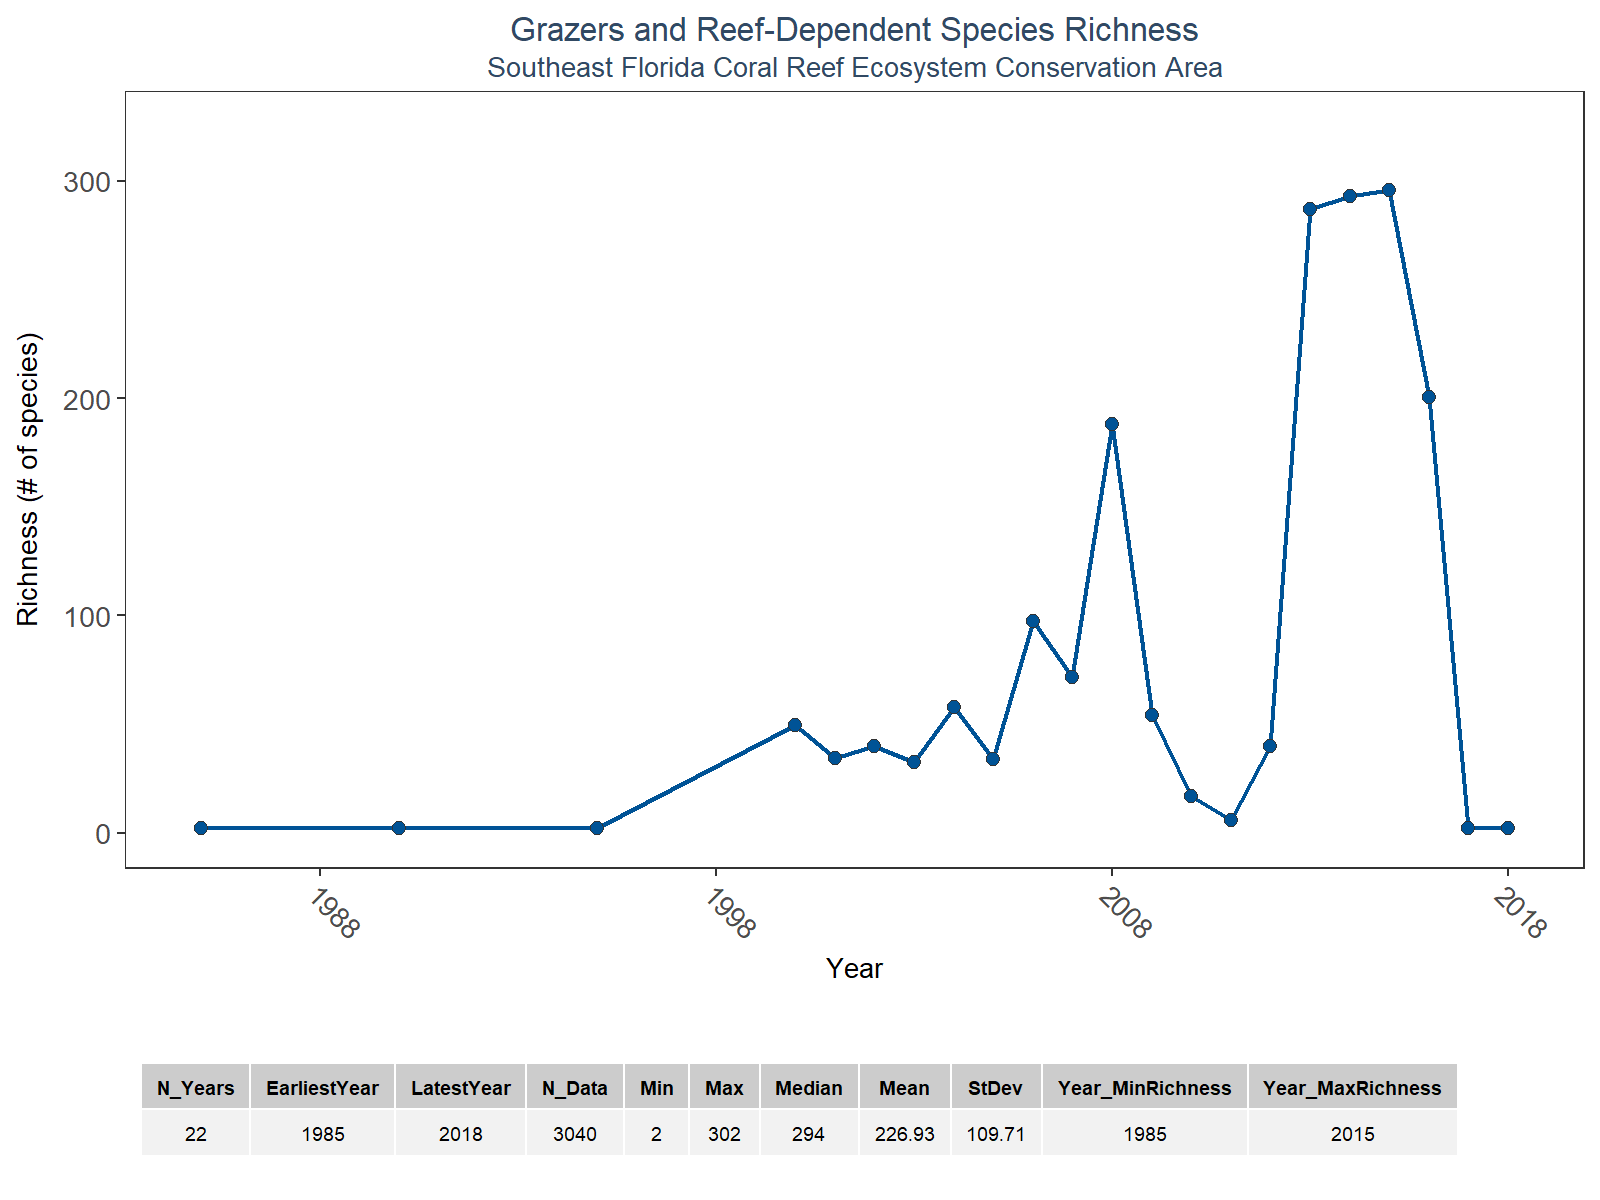 Grazers and Reef-Dependent Species Richness
Southeast Florida Coral Reef Ecosystem Conservation Area
Richness (# of species)
300
200
100
0
1988 1998 2008 2018
Year
N_Years EarliestYear LatestYear N_Data Min Max Median Mean StDev Year_MinRichness Year_MaxRichness
22 1985 2018 3040 2 302 294 226.93 109.71 1985 2015